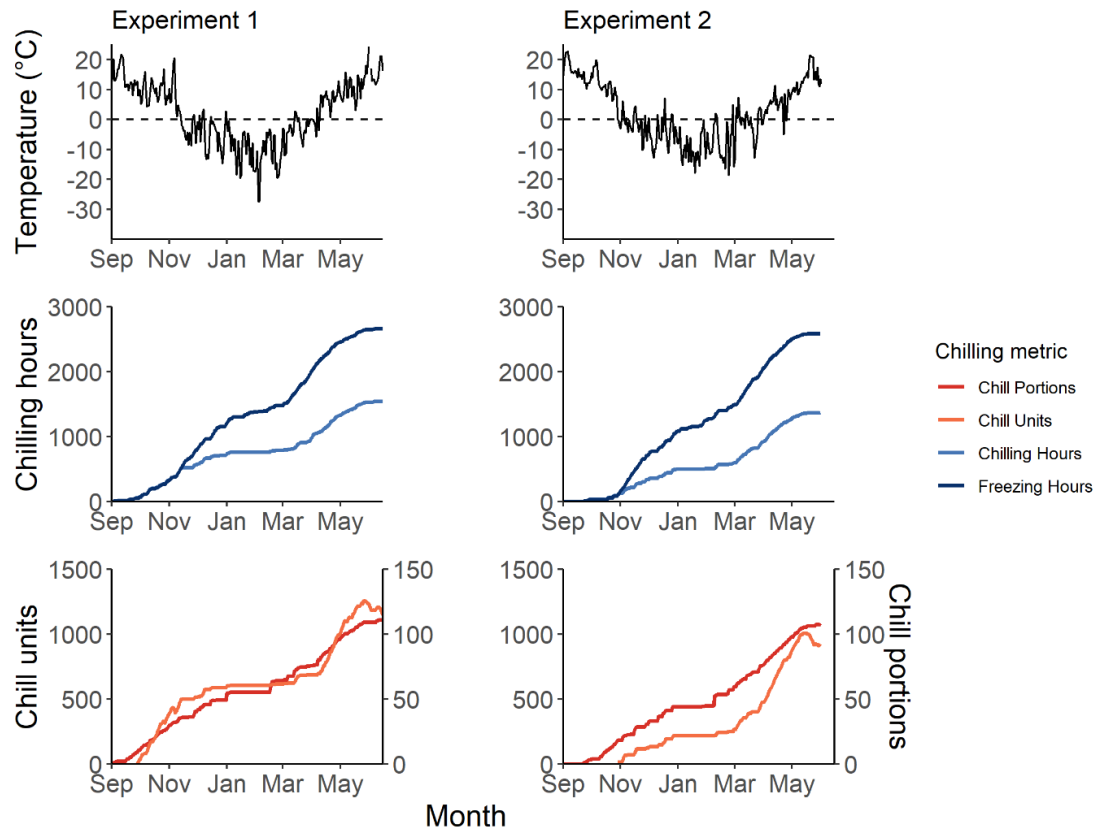 Experiment 1
Experiment 2
Temperature (°C)
20
10
0
-10
-20
-30
Sep Nov Jan Mar May
20
10
0
-10
-20
-30
Sep Nov Jan Mar May
Chilling hours
3000
2000
1000
0
Sep Nov Jan Mar May
3000
2000
1000
0
Sep Nov Jan Mar May
Chilling metric
Chill Portions
Chill Units
Chilling Hours
Freezing Hours
Chill units
1500
1000
500
0
150
100
50
0
Sep Nov Jan Mar May
1500
1000
500
0
150
100
50
0
Sep Nov Jan Mar May
Chill portions
Month